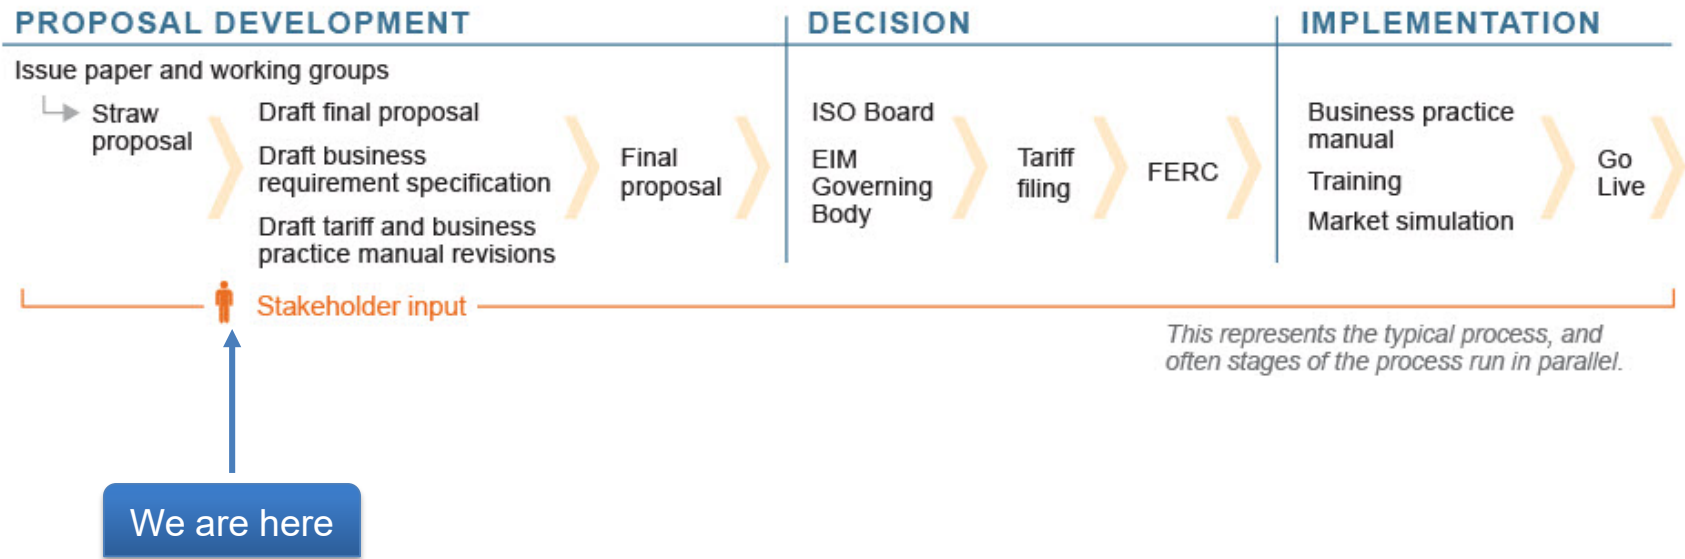 PROPOSAL DEVELOPMENT
Issue paper and working groups
Straw
proposal
Draft final proposal
Draft business
requirement specification
Draft tariff and business
practice manual revisions
Final
proposal
DECISION
ISO Board
EIM
Governing
Body
Tariff
filing
FERC
IMPLEMENTATION
Business practice
manual
Training
Market simulation
Go
Live
Stakeholder input
This represents the typical process, and
often stages of the process run in parallel.
We are here